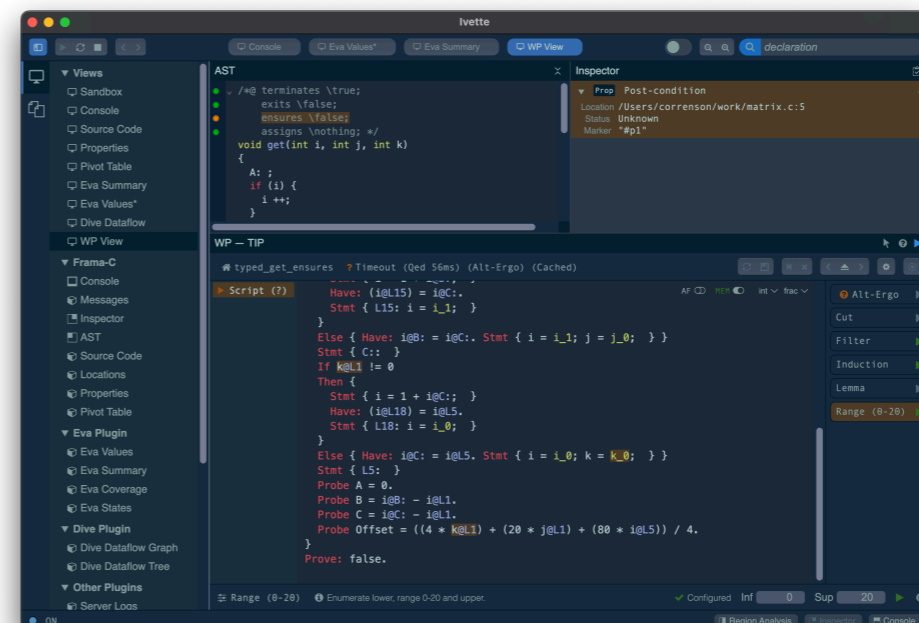 Ivette
Console
Eva Values*
Eva Summary
WP View
declaration
Views
Sandbox
Console
Source Code
Properties
Pivot Table
Eva Summary
Eva Values*
Dive Dataflow
WP View
Frama-C
Console
Messages
Inspector
AST
Source Code
Locations
Properties
Pivot Table
Eva Plugin
Eva Values
Eva Summary
Eva Coverage
Eva States
Dive Plugin
Dive Dataflow Graph
Dive Dataflow Tree
Other Plugins
Server Logs
ON
AST
/*@ terminates \true;
exits \false;
ensures \false;
assigns \nothing; */
void get(int i, int j, int k)
{
A: ;
if (i) {
i ++;
}
Inspector
Prop Post-condition
Location /Users/correnson/work/matrix.c:5
Status Unknown
Marker "#p1"
WP — TIP
typed_get_ensures ? Timeout (Qed 56ms) (Alt-Ergo) (Cached)
Script (?)
AF MEM int frac
Have: (i@L15) = i@C:.
Stmt { L15: i = i_1; }
}
Else { Have: i@B: = i@C:. Stmt { i = i_1; j = j_0; } }
Stmt { C:: }
If k@L1 != 0
Then {
Stmt { i = 1 + i@C:; }
Have: (i@L18) = i@L5.
Stmt { L18: i = i_0; }
}
Else { Have: i@C: = i@L5. Stmt { i = i_0; k = k_0; } }
Stmt { L5: }
Probe A = 0.
Probe B = i@B: - i@L1.
Probe C = i@C: - i@L1.
Probe Offset = ((4 * k@L1) + (20 * j@L1) + (80 * i@L5)) / 4.
}
Prove: false.
Alt-Ergo
Cut
Filter
Induction
Lemma
Range (0-20)
Range (0-20) Enumerate lower, range 0-20 and upper.
Configured Inf 0 Sup 20
Region Analysis
Inspector
Console